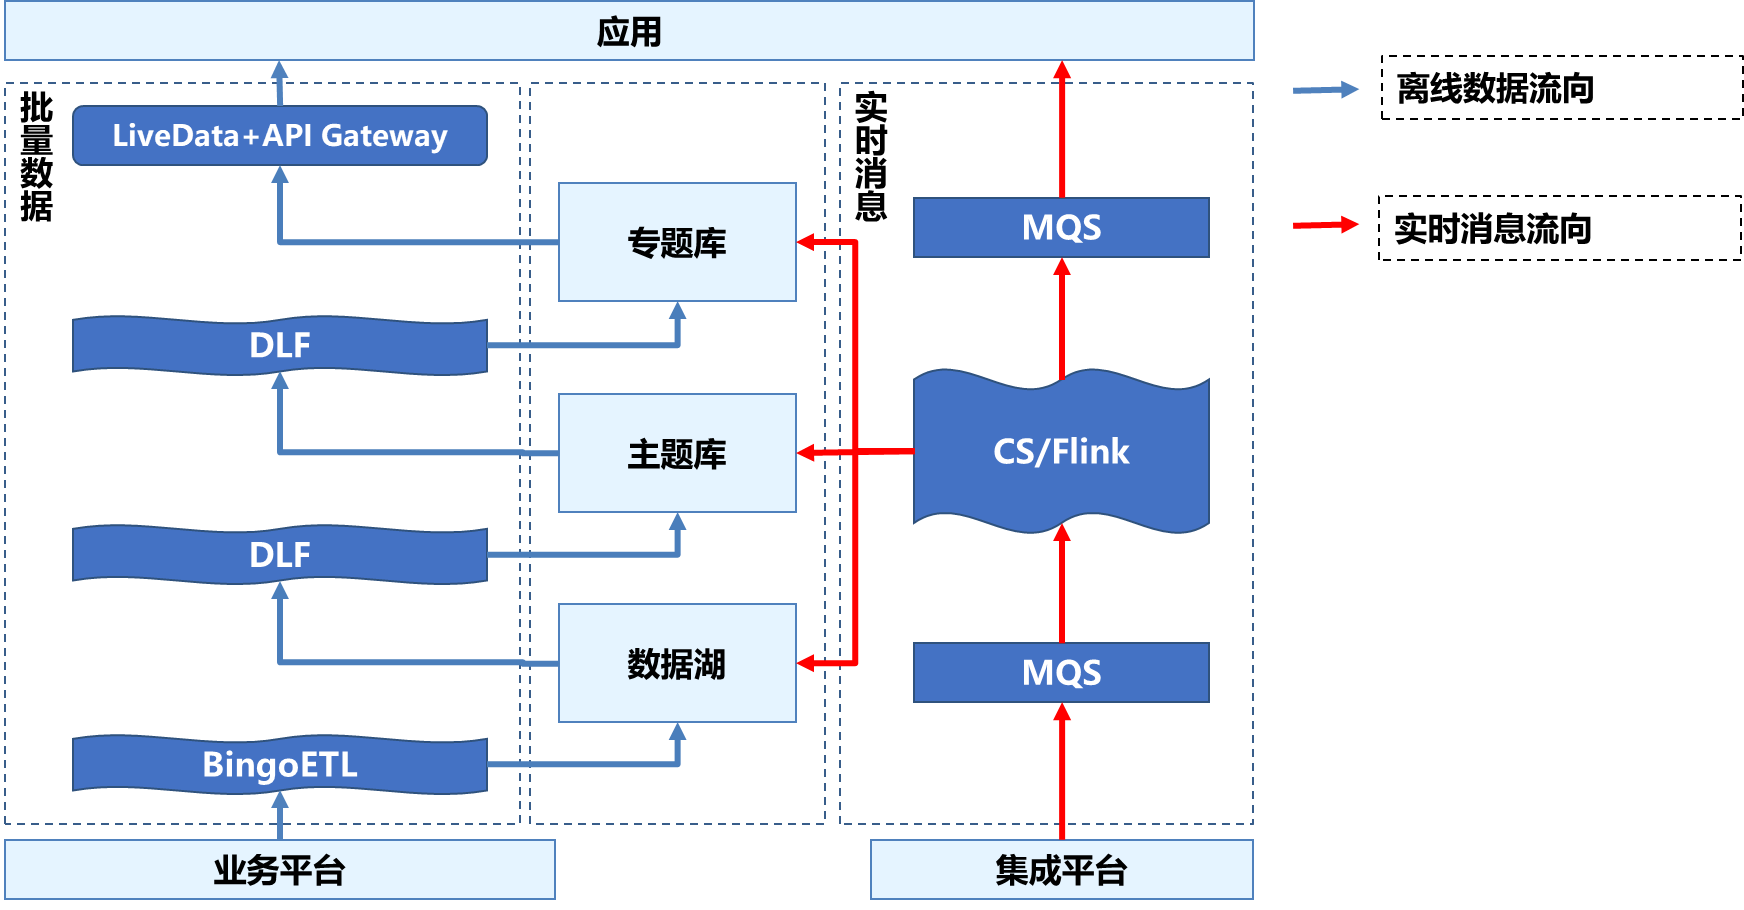 应用
批量数据
LiveData+API Gateway
DLF
DLF
BingoETL
业务平台
专题库
主题库
数据湖
实时消息
MQS
CS/Flink
MQS
集成平台
离线数据流向
实时消息流向